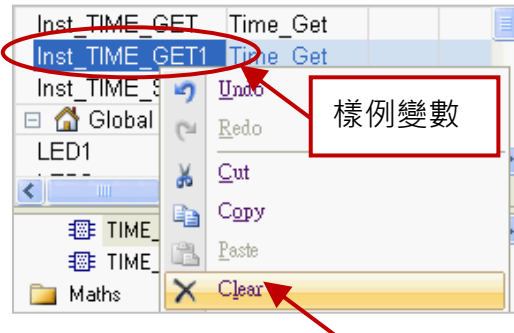 Inst_TIME_GET Time_Get
Inst_TIME_GET1 Time_Get
Inst_TIME_
Undo
樣例變數
Global
Redo
LED1
Cut
Copy
TIME_
Paste
TIME_
Maths
Clear